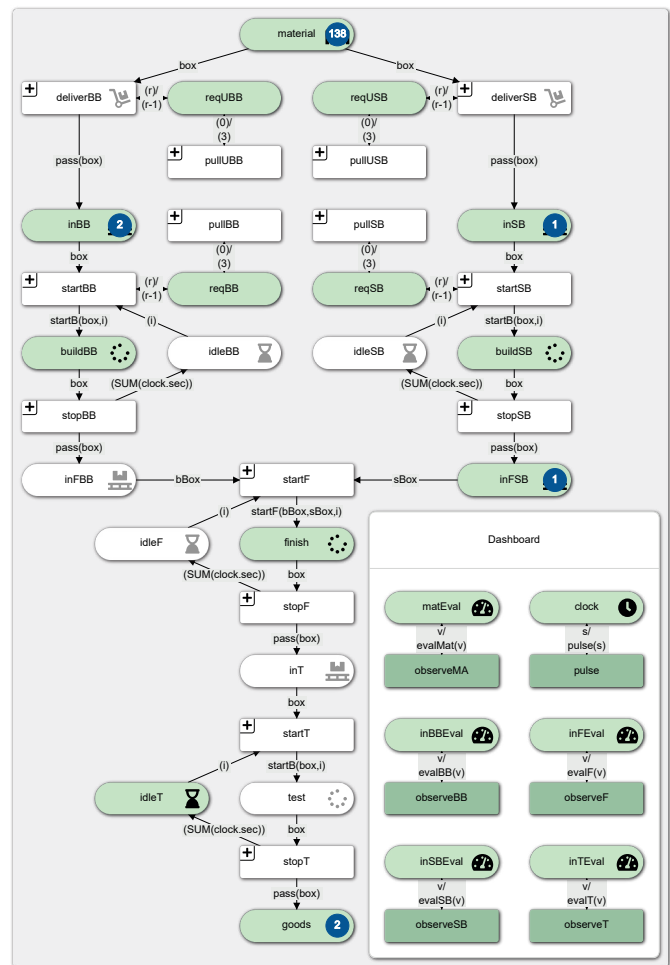 material 138
box box
deliverBB (r)/ reqUBB reqUSB (r)/ deliverSB
(r-1) (r-1)
(0)/ (0)/
(3) (3)
pass(box) pullUBB pullUSB pass(box)
inBB 2 pullBB pullSB inSB 1
box (0)/ (0)/ box
(3) (3)
startBB (r)/ reqBB reqSB (r)/ startSB
(r-1) (r-1)
startB(box,i) (i) (i) startB(box,i)
buildBB idleBB idleSB buildSB
box (SUM(clock.sec)) (SUM(clock.sec)) box
stopBB stopSB
pass(box) pass(box)
inFBB bBox startF sBox inFSB 1
(i) startF(bBox,sBox,i)
idleF finish
(SUM(clock.sec)) box
stopF
pass(box)
inT
box
startT
(i) startB(box,i)
idleT test
(SUM(clock.sec)) box
stopT
pass(box)
goods 2
Dashboard
matEval clock
v/ s/
evalMat(v) pulse(s)
observeMA pulse
inBBEval inFEval
v/ v/
evalBB(v) evalF(v)
observeBB observeF
inSBEval inTEval
v/ v/
evalSB(v) evalT(v)
observeSB observeT